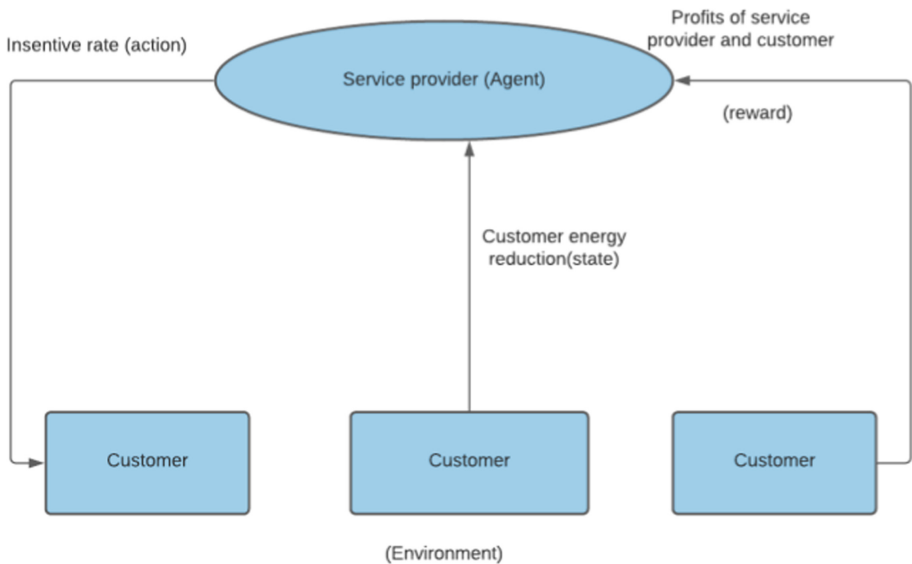 Profits of service
provider and customer
Insentive rate (action)
Service provider (Agent)
(reward)
Customer energy
reduction(state)
Customer
Customer
Customer
(Environment)